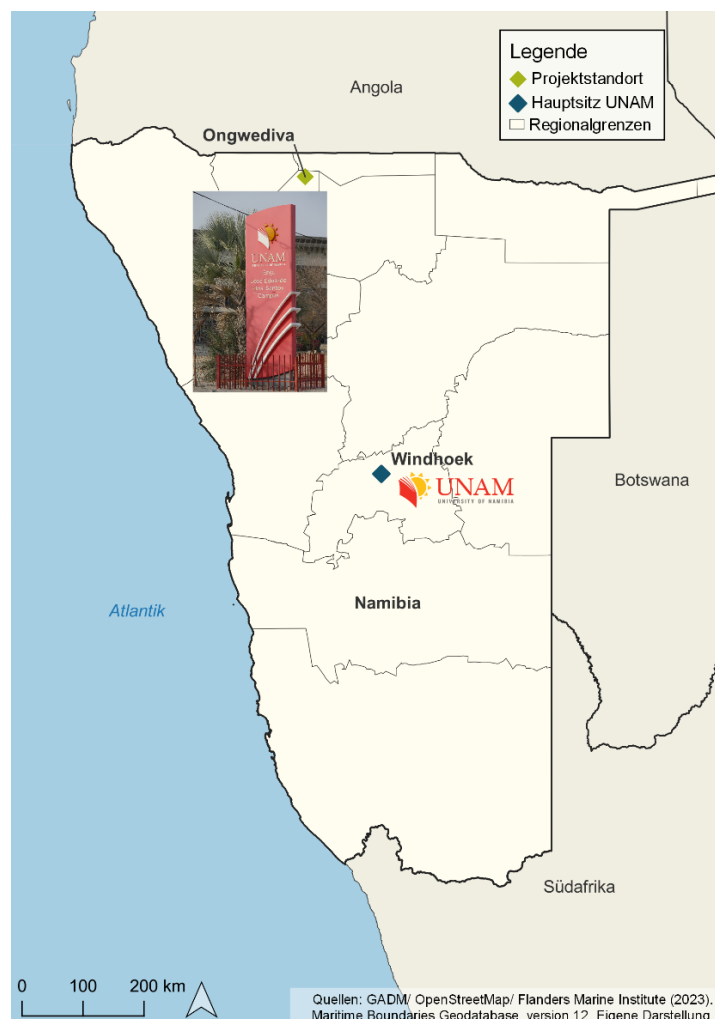 Legende
Projektstandort
Hauptsitz UNAM
Regionalgrenzen
Angola
Ongwediva
UNAM
Campus
Windhoek
UNAM
UNIVERSITY OF NAMIBIA
Botswana
Namibia
Atlantik
Südafrika
0 100 200 km
Quellen: GADM/ OpenStreetMap/ Flanders Marine Institute (2023).
Maritime Boundaries Geodatabase, version 12. Eigene Darstellung.